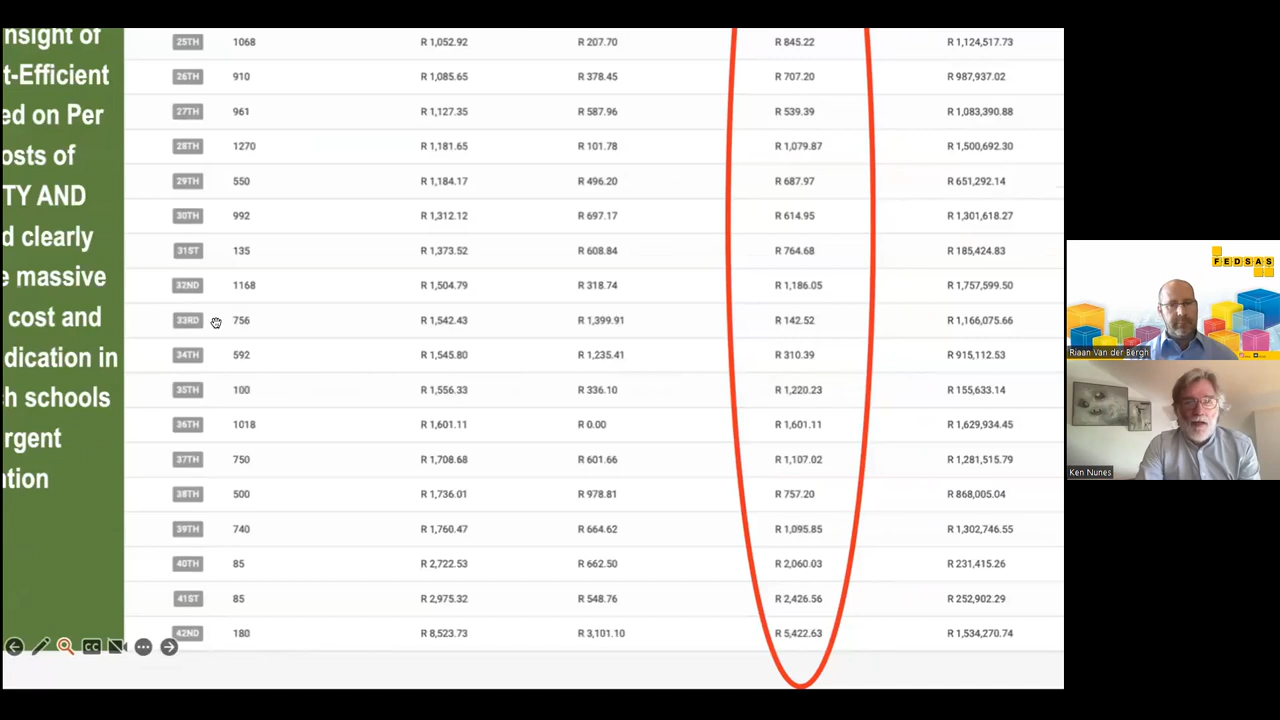 nsight of
t-Efficient
ed on Per
osts of
TY AND
d clearly
e massive
cost and
dication in
h schools
rgent
ation
25TH 1068 R 1,052.92 R 207.70 R 845.22 R 1,124,517.73
26TH 910 R 1,085.65 R 378.45 R 707.20 R 987,937.02
27TH 961 R 1,127.35 R 587.96 R 539.39 R 1,083,390.88
28TH 1270 R 1,181.65 R 101.78 R 1,079.87 R 1,500,692.30
29TH 550 R 1,184.17 R 496.20 R 687.97 R 651,292.14
30TH 992 R 1,312.12 R 697.17 R 614.95 R 1,301,618.27
31ST 135 R 1,373.52 R 608.84 R 764.68 R 185,424.83
32ND 1168 R 1,504.79 R 318.74 R 1,186.05 R 1,757,599.50
33RD 756 R 1,542.43 R 1,399.91 R 142.52 R 1,166,075.66
34TH 592 R 1,545.80 R 1,235.41 R 310.39 R 915,112.53
35TH 100 R 1,556.33 R 336.10 R 1,220.23 R 155,633.14
36TH 1018 R 1,601.11 R 0.00 R 1,601.11 R 1,629,934.45
37TH 750 R 1,708.68 R 601.66 R 1,107.02 R 1,281,515.79
38TH 500 R 1,736.01 R 978.81 R 757.20 R 868,005.04
39TH 740 R 1,760.47 R 664.62 R 1,095.85 R 1,302,746.55
40TH 85 R 2,722.53 R 662.50 R 2,060.03 R 231,415.26
41ST 85 R 2,975.32 R 548.76 R 2,426.56 R 252,902.29
42ND 180 R 8,523.73 R 3,101.10 R 5,422.63 R 1,534,270.74
CC
FEDSAS
Riaan Van der Bergh
Ken Nunes